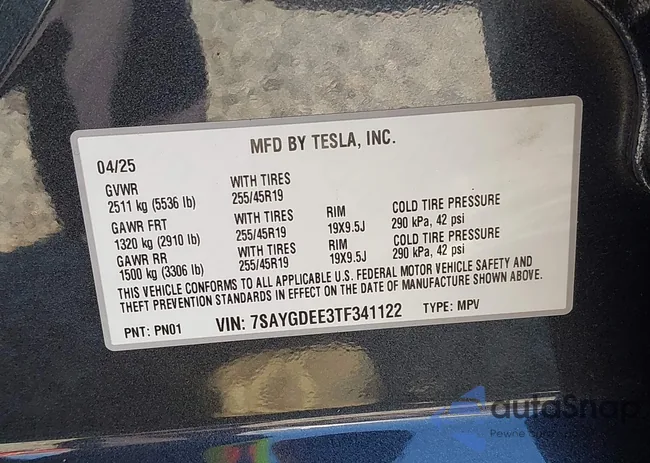 MFD BY TESLA, INC.
04/25
GVWR WITH TIRES
2511 kg (5536 lb) 255/45R19
GAWR FRT WITH TIRES RIM COLD TIRE PRESSURE
1320 kg (2910 lb) 255/45R19 19X9.5J 290 kPa, 42 psi
GAWR RR WITH TIRES RIM COLD TIRE PRESSURE
1500 kg (3306 lb) 255/45R19 19X9.5J 290 kPa, 42 psi
THIS VEHICLE CONFORMS TO ALL APPLICABLE U.S. FEDERAL MOTOR VEHICLE SAFETY AND
THEFT PREVENTION STANDARDS IN EFFECT ON THE DATE OF MANUFACTURE SHOWN ABOVE.
PNT: PN01 VIN: 7SAYGDEE3TF341122 TYPE: MPV
autoSnap